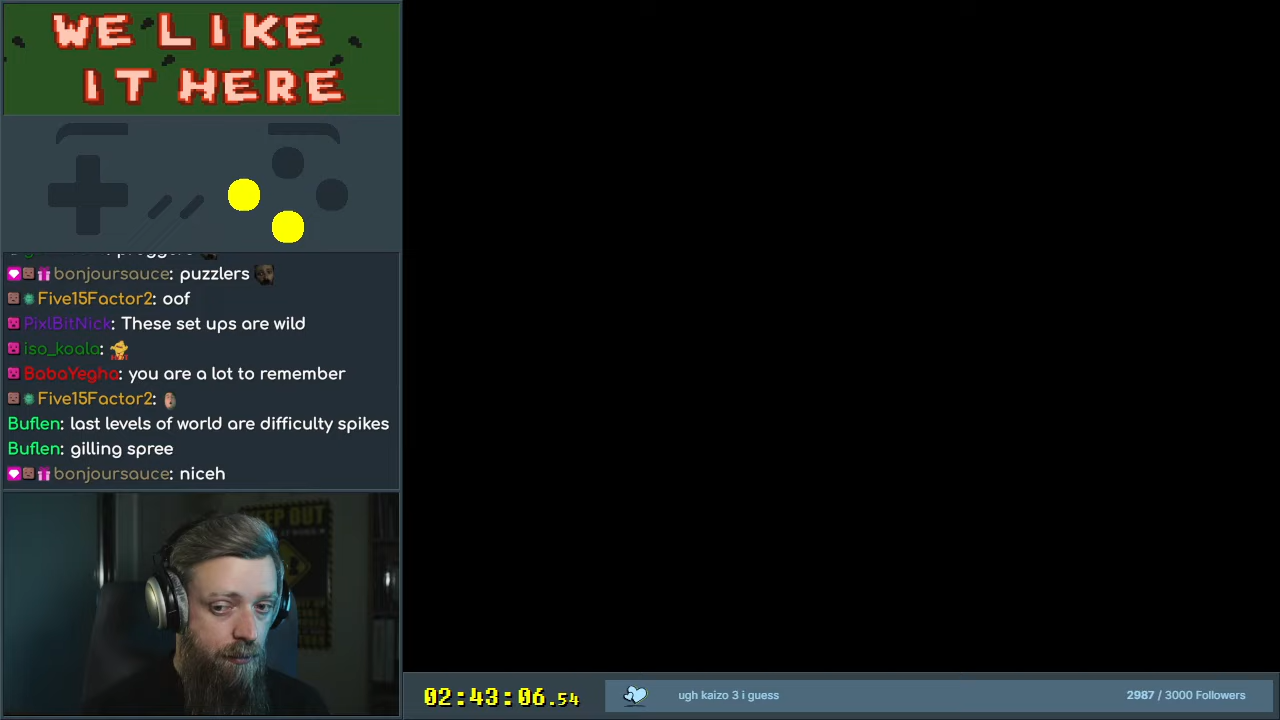 WE LIKE
IT HERE
bonjoursauce: puzzlers
Five15Factor2: oof
PixlBitNick: These set ups are wild
iso_koala:
BabaYegha: you are a lot to remember
Five15Factor2:
Buflen: last levels of world are difficulty spikes
Buflen: gilling spree
bonjoursauce: niceh
KEEP OUT
02:43:06.54
ugh kaizo 3 i guess
2987 / 3000 Followers